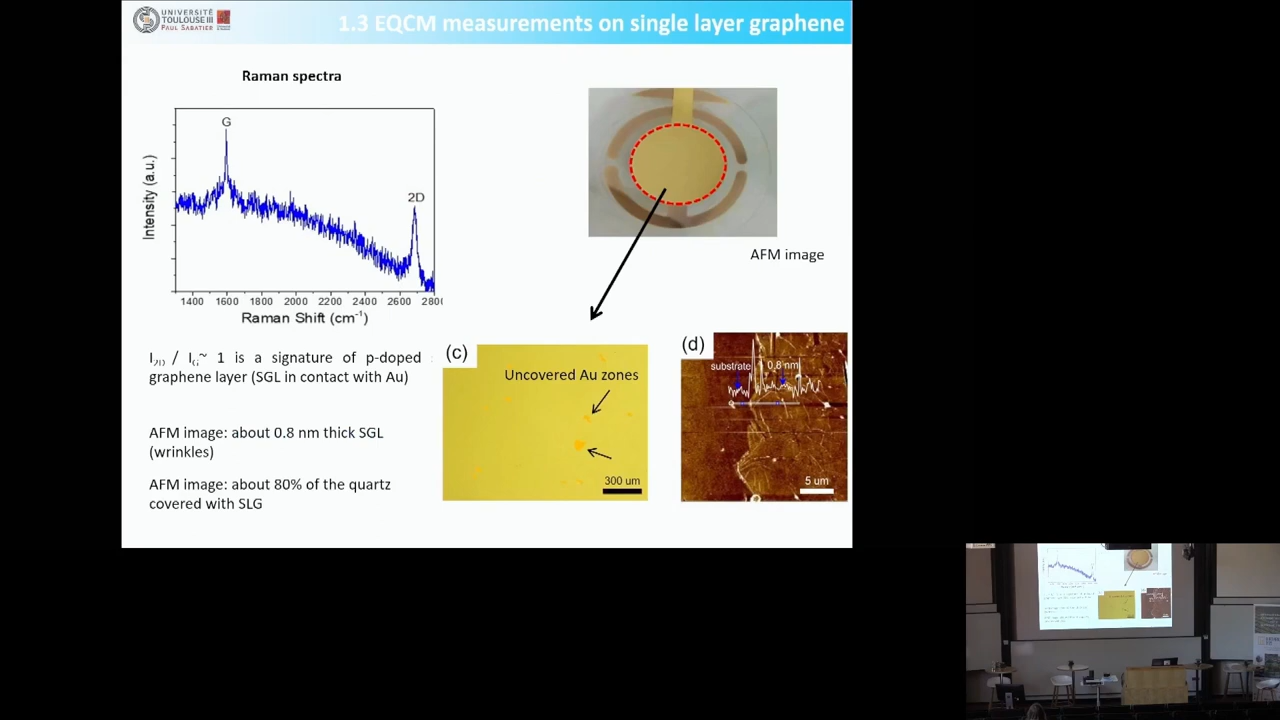 UNIVERSITÉ
TOULOUSE III
PAUL SABATIER
1.3 EQCM measurements on single layer graphene
Raman spectra
G
2D
Intensity (a.u.)
1400 1600 1800 2000 2200 2400 2600 280
Raman Shift (cm⁻¹)
I2D / IG~ 1 is a signature of p-doped
graphene layer (SGL in contact with Au)
AFM image: about 0.8 nm thick SGL
(wrinkles)
AFM image: about 80% of the quartz
covered with SLG
AFM image
(c)
Uncovered Au zones
300 um
(d)
substrate
0,8 nm
5 um